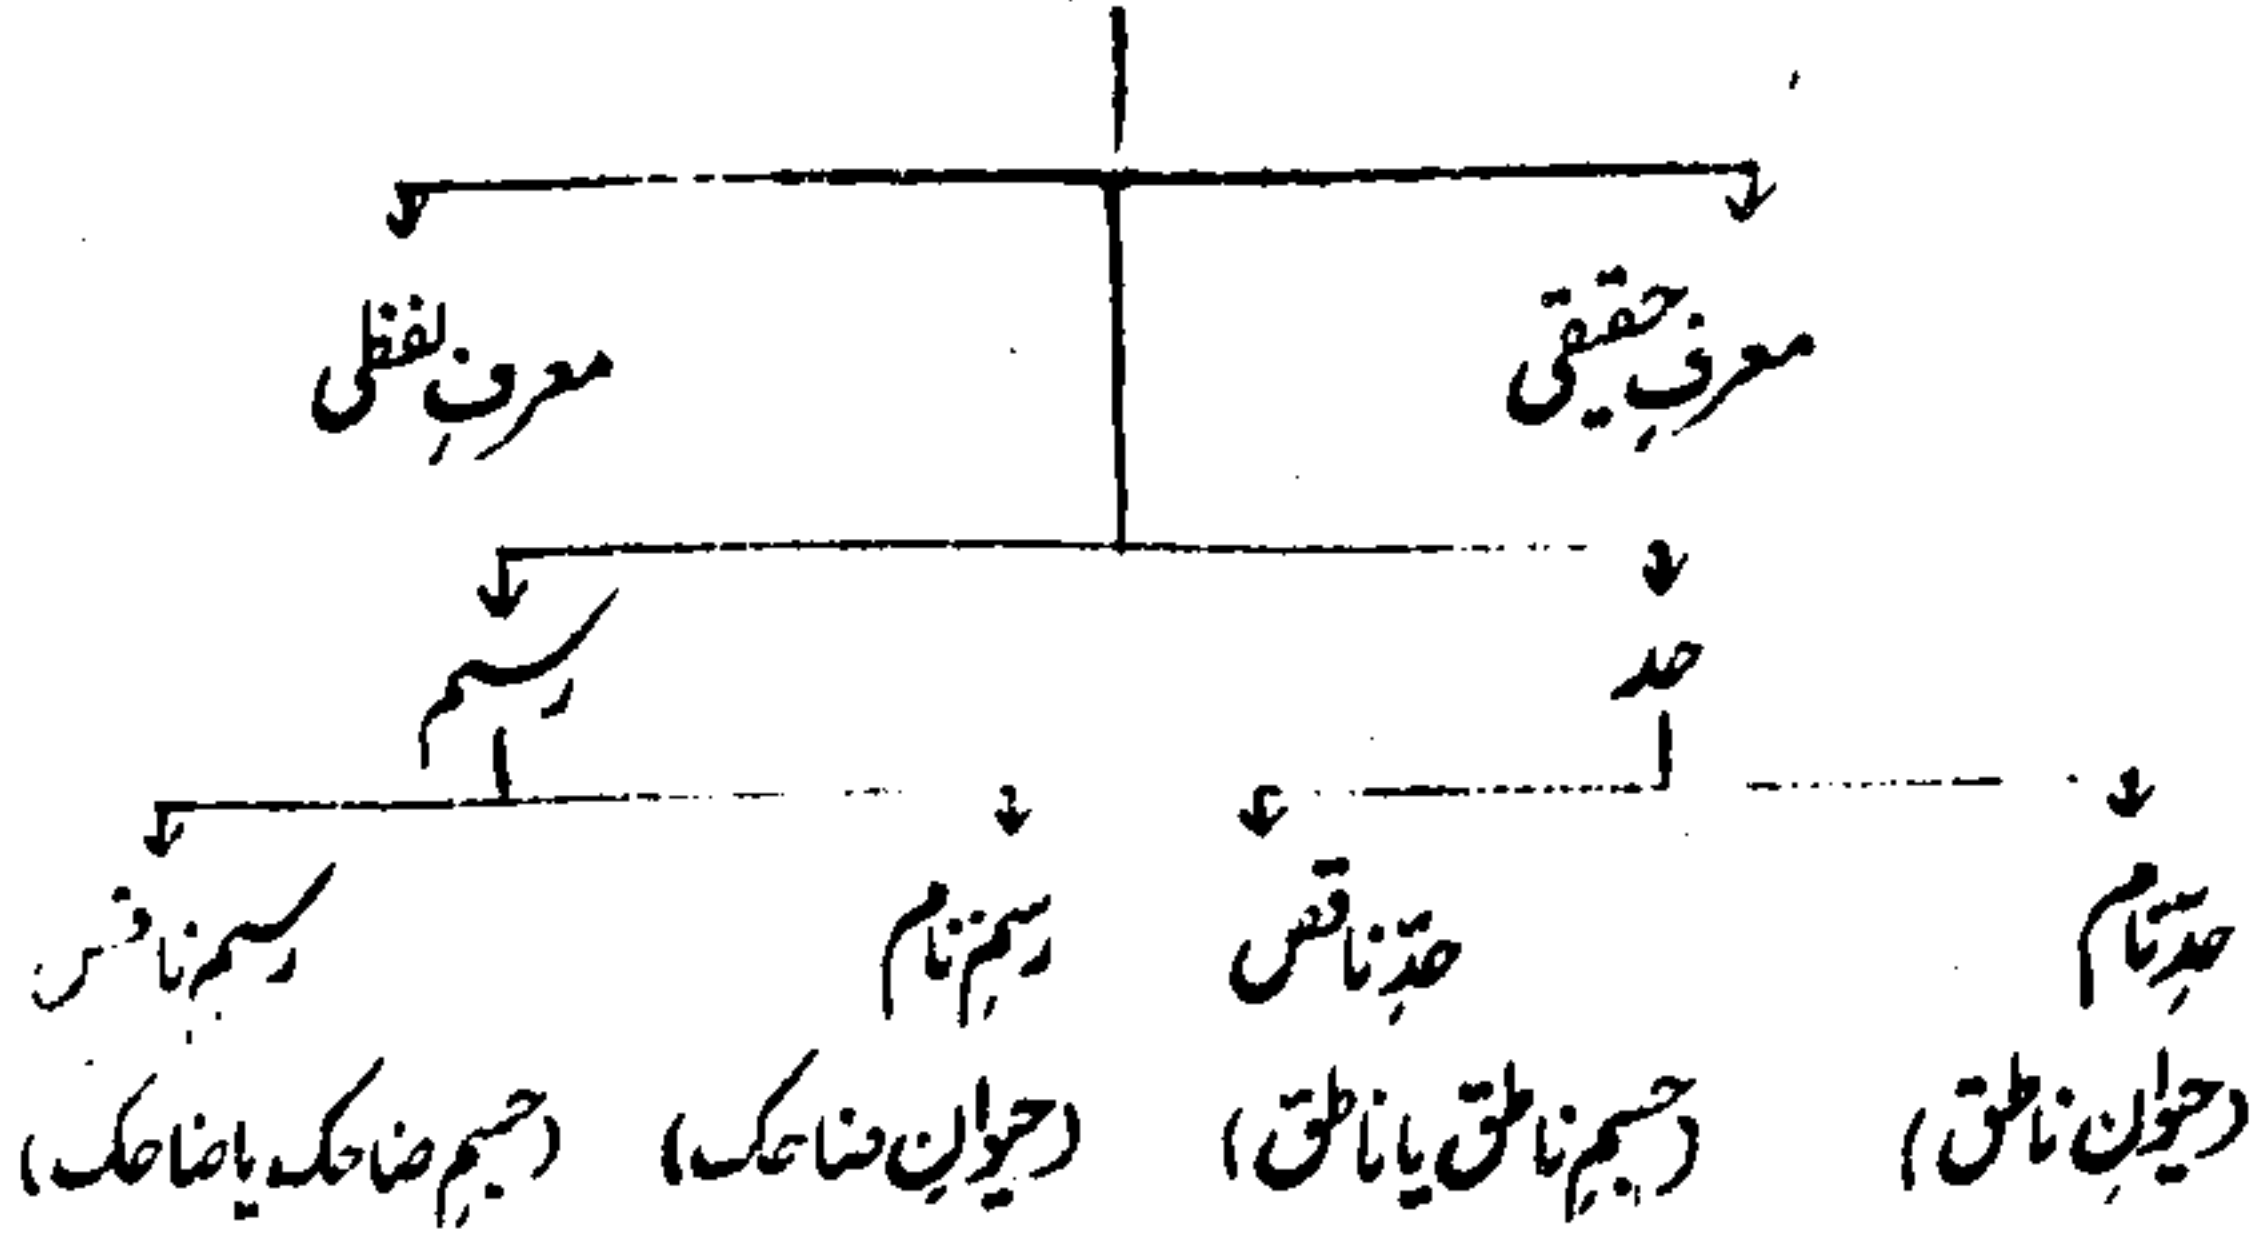 معرفِ حقیقی معرفِ لفظی
حد رسم
حدِّ تام حدِّ ناقص رسمِ تام رسمِ ناقص
(حیوانِ ناطق) (جسمِ ناطق یا ناطق) (حیوانِ ضاحک) (جسمِ ضاحک یا ضاحک)